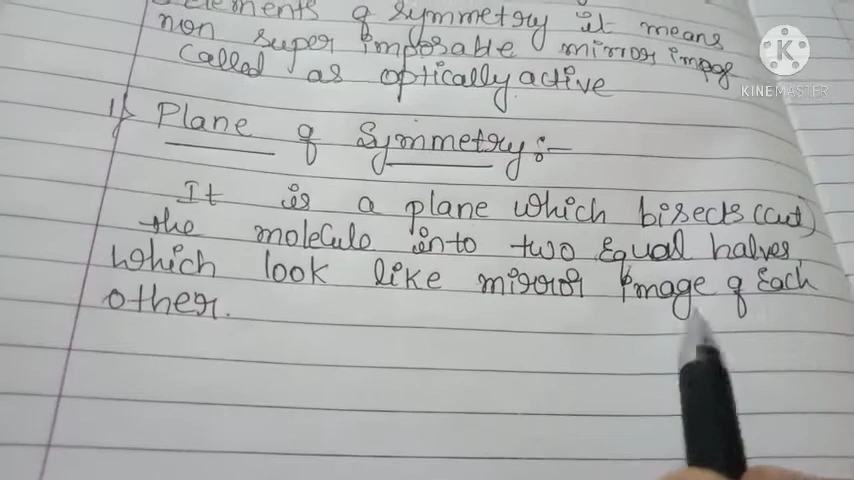 Elements of symmetry it means
non super imposable mirror image
called as optically active
1) Plane of Symmetry :-
It is a plane which bisects (cut)
the molecule into two Equal halves,
which look like mirror image of Each
other.
K
KINEMASTER